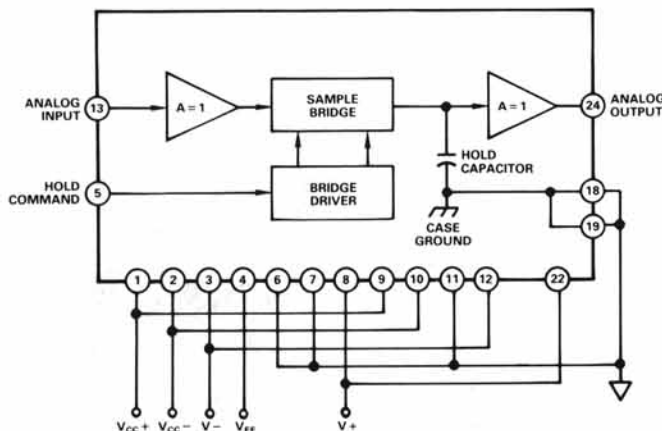 ANALOG
INPUT
13
A = 1
SAMPLE
BRIDGE
A = 1
24
ANALOG
OUTPUT
HOLD
CAPACITOR
HOLD
COMMAND
5
BRIDGE
DRIVER
CASE
GROUND
18
19
1 2 3 4 6 7 8 9 10 11 12 22
VCC+ VCC− V− VEE V+